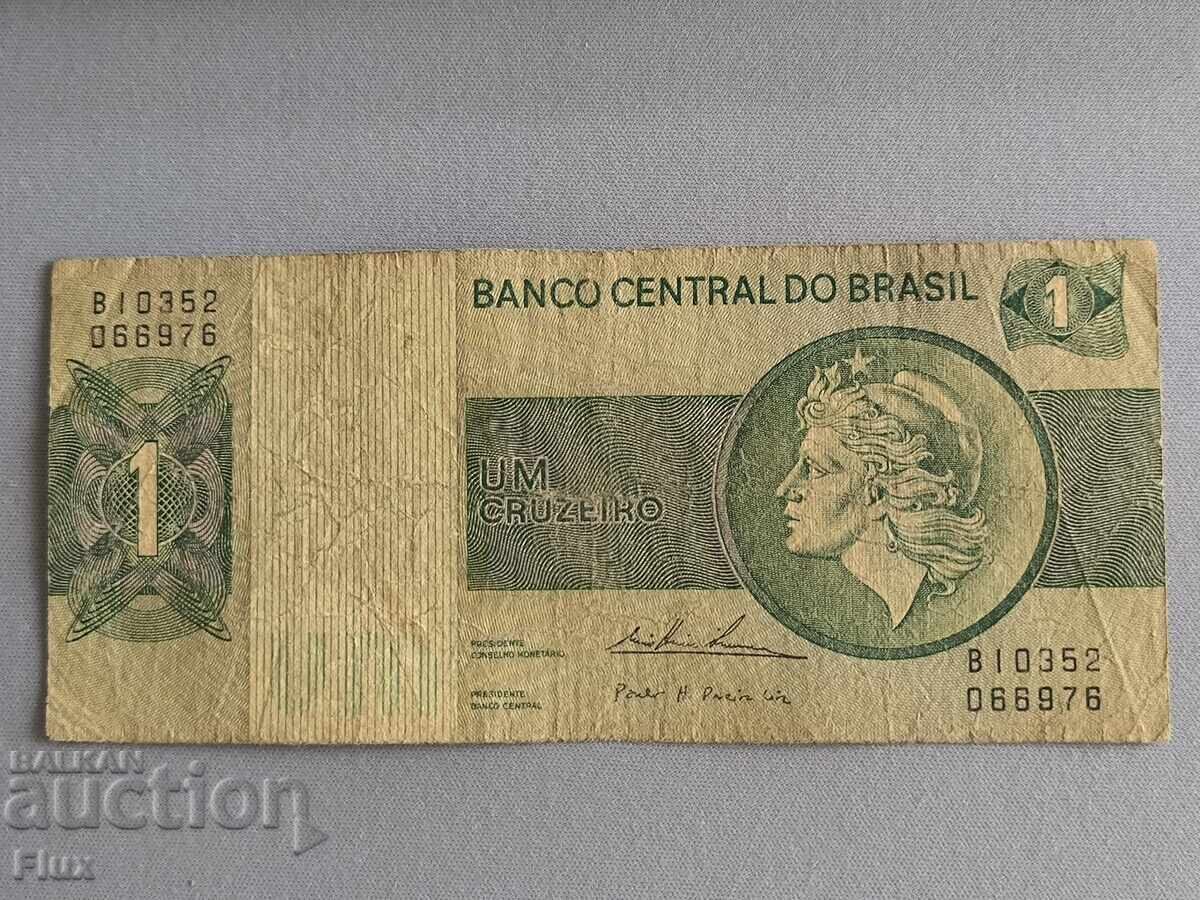 BANCO CENTRAL DO BRASIL
1
B10352
066976
1
UM
CRUZEIRO
PRESIDENTE
CONSELHO MONETÁRIO
PRESIDENTE
BANCO CENTRAL
B10352
066976
BALKAN
auction
Flux